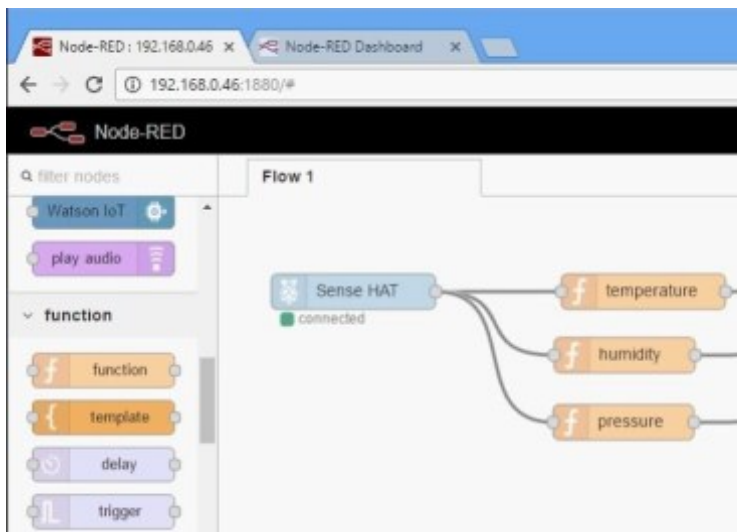 Node-RED : 192.168.0.46 × Node-RED Dashboard ×
192.168.0.46:1880/#
Node-RED
filter nodes
Flow 1
Watson IoT
play audio
Sense HAT
connected
temperature
humidity
pressure
function
function
template
delay
trigger